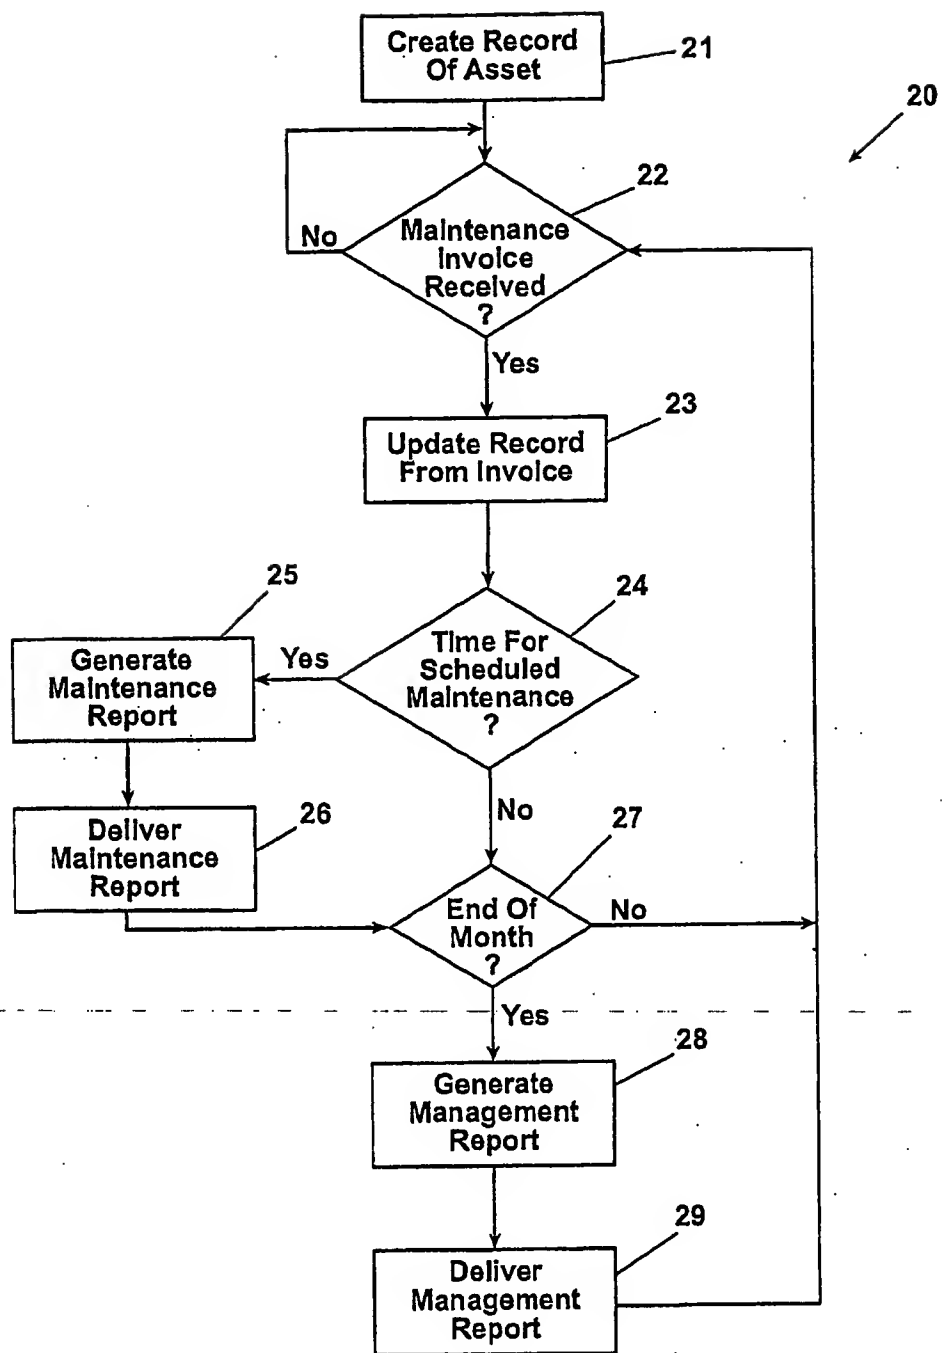 Create Record
Of Asset
21
20
22
No
Maintenance
Invoice
Received
?
Yes
23
Update Record
From Invoice
25
24
Yes
Time For
Scheduled
Maintenance
?
Generate
Maintenance
Report
No
26
27
Deliver
Maintenance
Report
End Of
Month
?
No
Yes
28
Generate
Management
Report
29
Deliver
Management
Report